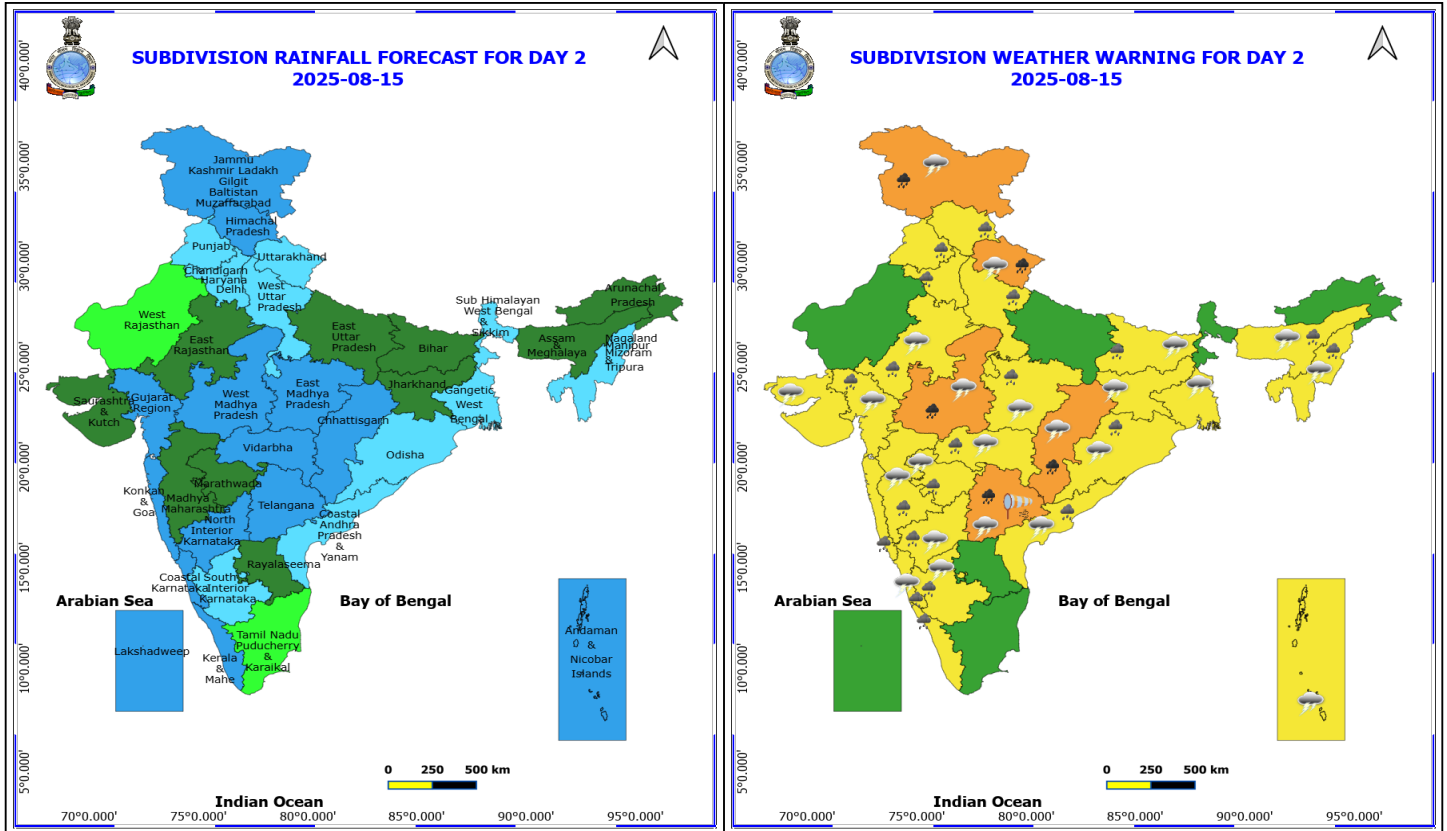 SUBDIVISION RAINFALL FORECAST FOR DAY 2
2025-08-15
40°0.000'
35°0.000'
30°0.000'
25°0.000'
20°0.000'
15°0.000'
10°0.000'
5°0.000'
Jammu
Kashmir Ladakh
Gilgit
Baltistan
Muzaffarabad
Himachal
Pradesh
Punjab
Uttarakhand
Chandigarh
Haryana
Delhi
West
Uttar
Pradesh
West
Rajasthan
East
Rajasthan
East
Uttar
Pradesh
Bihar
Sub Himalayan
West Bengal
&
Sikkim
Arunachal
Pradesh
Assam
&
Meghalaya
Nagaland
Manipur
Mizoram
&
Tripura
Jharkhand
Gangetic
West
Bengal
Saurashtra
&
Kutch
Gujarat
Region
West
Madhya
Pradesh
East
Madhya
Pradesh
Chhattisgarh
Vidarbha
Odisha
Konkan
&
Goa
Madhya
Maharashtra
Marathwada
Telangana
North
Interior
Karnataka
Coastal
Andhra
Pradesh
&
Yanam
Rayalaseema
Coastal
Karnataka
South
Interior
Karnataka
Arabian Sea
Bay of Bengal
Tamil Nadu
Puducherry
&
Karaikal
Kerala
&
Mahe
Lakshadweep
Andaman
&
Nicobar
Islands
0 250 500 km
Indian Ocean
70°0.000' 75°0.000' 80°0.000' 85°0.000' 90°0.000' 95°0.000'
SUBDIVISION WEATHER WARNING FOR DAY 2
2025-08-15
40°0.000'
35°0.000'
30°0.000'
25°0.000'
20°0.000'
15°0.000'
10°0.000'
5°0.000'
Arabian Sea
Bay of Bengal
0 250 500 km
Indian Ocean
70°0.000' 75°0.000' 80°0.000' 85°0.000' 90°0.000' 95°0.000'